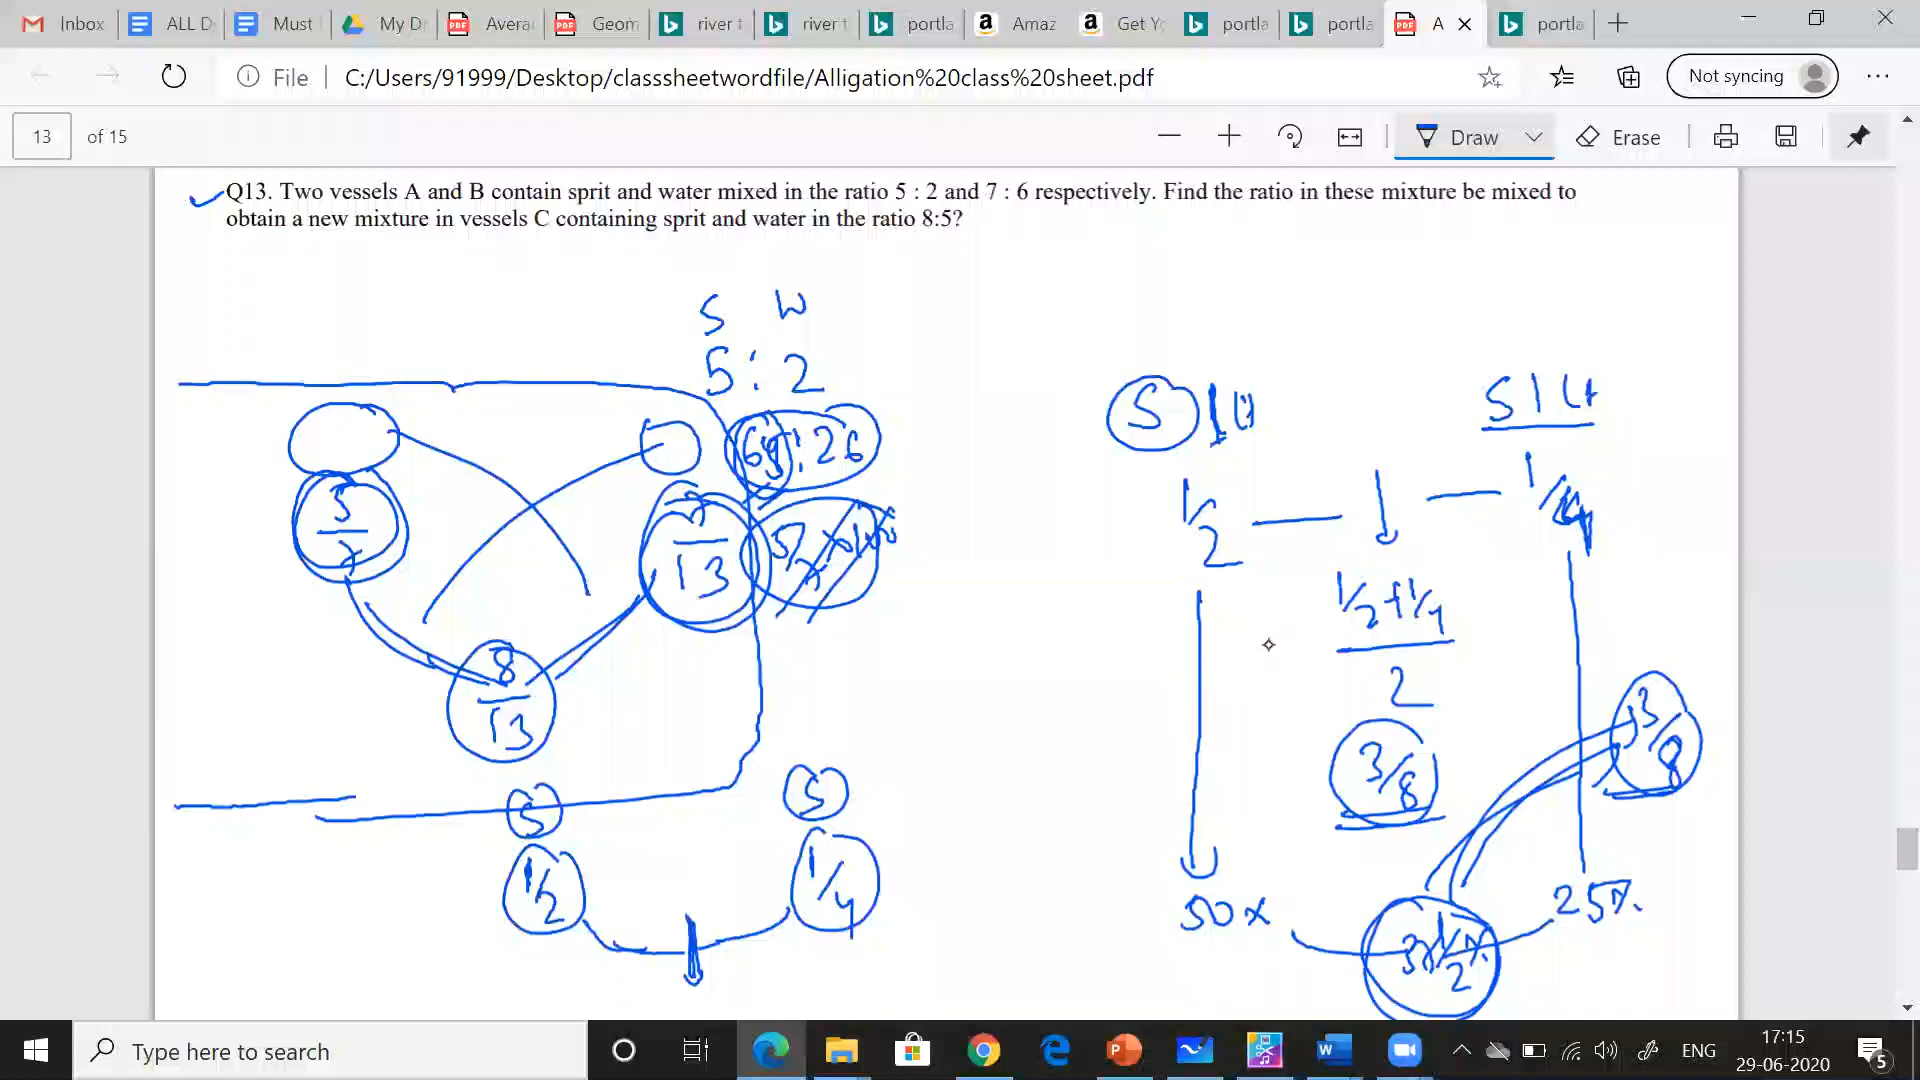 Inbox ALL D Must My D Avera Geom river t river t portla Amaz Get Yo portla portla A portla
File C:/Users/91999/Desktop/classsheetwordfile/Alligation%20class%20sheet.pdf Not syncing
13 of 15 Draw Erase
Q13. Two vessels A and B contain sprit and water mixed in the ratio 5 : 2 and 7 : 6 respectively. Find the ratio in these mixture be mixed to
obtain a new mixture in vessels C containing sprit and water in the ratio 8:5?
S W
5 : 2
S
26
7/13
8/13
S S
1/2 1/4
1/2 1/4
1/2 + 1/4
2
3/8 3/8
50% 25%
Type here to search
ENG 17:15
29-06-2020
5